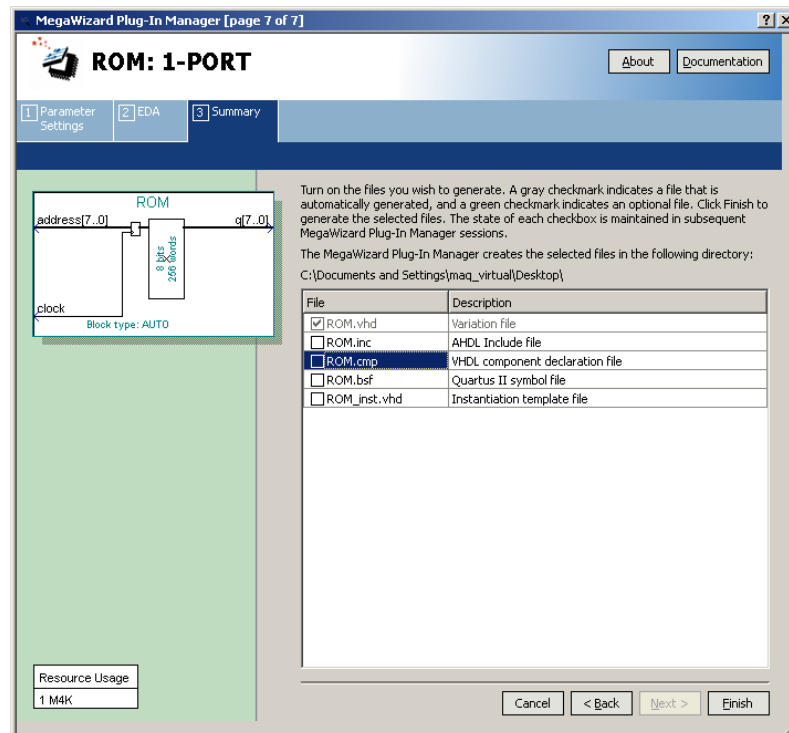 MegaWizard Plug-In Manager [page 7 of 7]
ROM: 1-PORT
About
Documentation
1 Parameter Settings
2 EDA
3 Summary
ROM
address[7..0]
q[7..0]
8 bits
256 Words
clock
Block type: AUTO
Turn on the files you wish to generate. A gray checkmark indicates a file that is
automatically generated, and a green checkmark indicates an optional file. Click Finish to
generate the selected files. The state of each checkbox is maintained in subsequent
MegaWizard Plug-In Manager sessions.
The MegaWizard Plug-In Manager creates the selected files in the following directory:
C:\Documents and Settings\maq_virtual\Desktop\
File Description
ROM.vhd Variation file
ROM.inc AHDL Include file
ROM.cmp VHDL component declaration file
ROM.bsf Quartus II symbol file
ROM_inst.vhd Instantiation template file
Resource Usage
1 M4K
Cancel
< Back
Next >
Finish